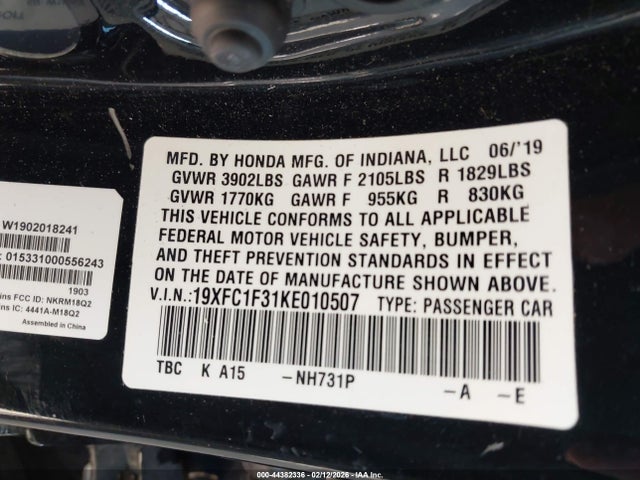 MFD. BY HONDA MFG. OF INDIANA, LLC 06/'19
GVWR 3902LBS GAWR F 2105LBS R 1829LBS
GVWR 1770KG GAWR F 955KG R 830KG
THIS VEHICLE CONFORMS TO ALL APPLICABLE
FEDERAL MOTOR VEHICLE SAFETY, BUMPER,
AND THEFT PREVENTION STANDARDS IN EFFECT
ON THE DATE OF MANUFACTURE SHOWN ABOVE.
V.I.N.:19XFC1F31KE010507 TYPE: PASSENGER CAR
TBC K A15 -NH731P -A -E
W1902018241
015331000556243
1903
ins FCC ID: NKRM18Q2
ins IC: 4441A-M18Q2
Assembled in China
000-44382336 - 02/12/2026 - IAA Inc.